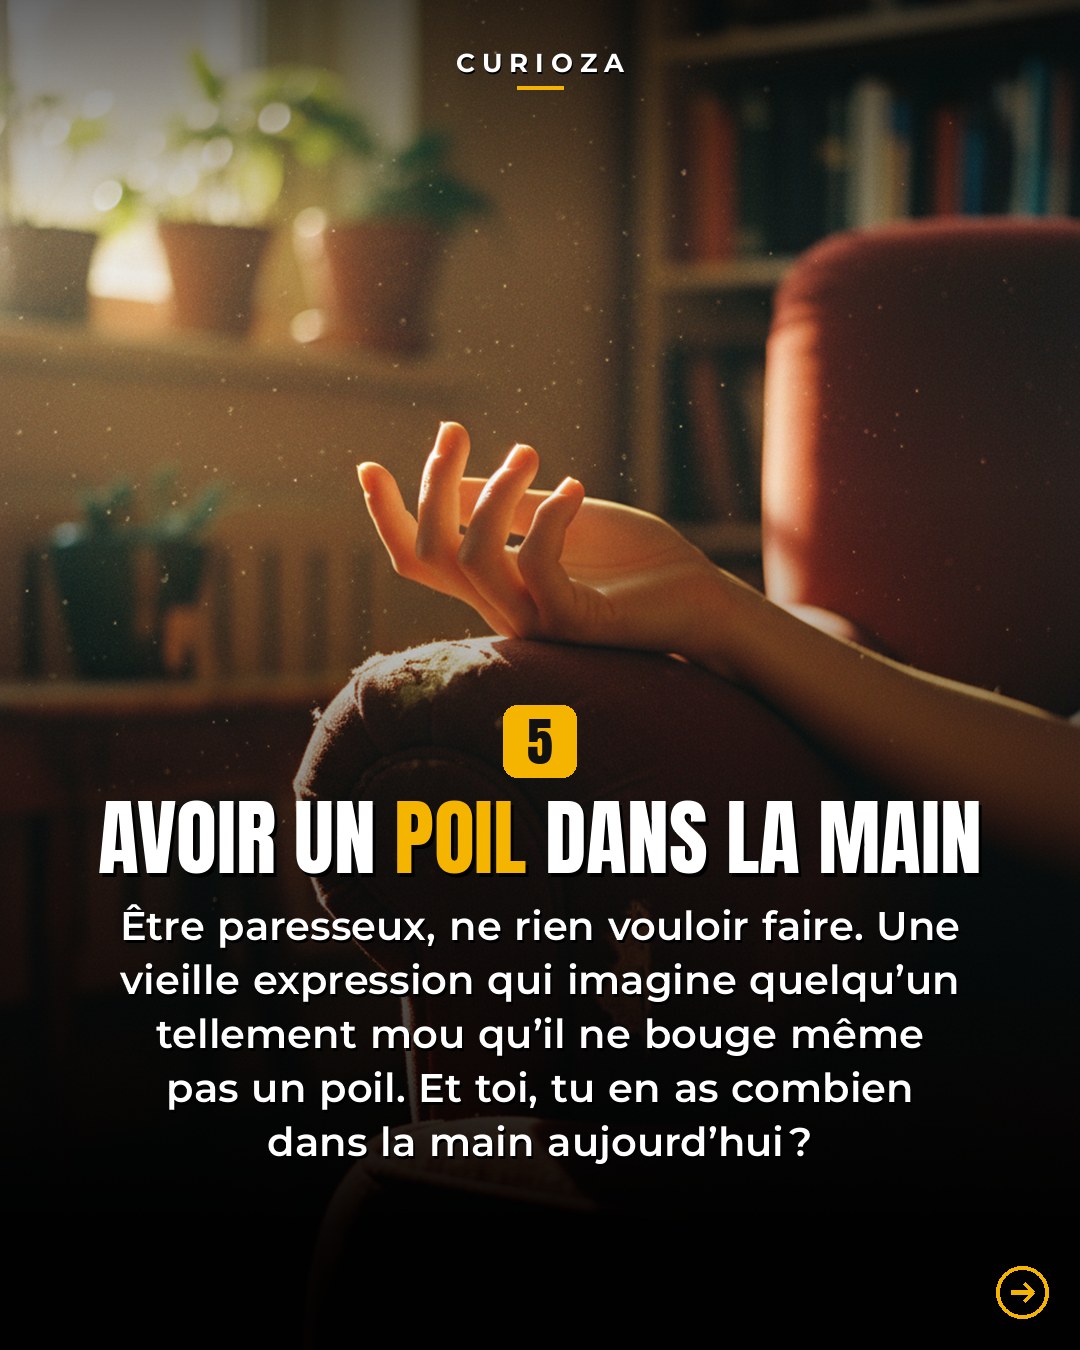 CURIOZA
5
AVOIR UN POIL DANS LA MAIN
Être paresseux, ne rien vouloir faire. Une
vieille expression qui imagine quelqu’un
tellement mou qu’il ne bouge même
pas un poil. Et toi, tu en as combien
dans la main aujourd’hui ?